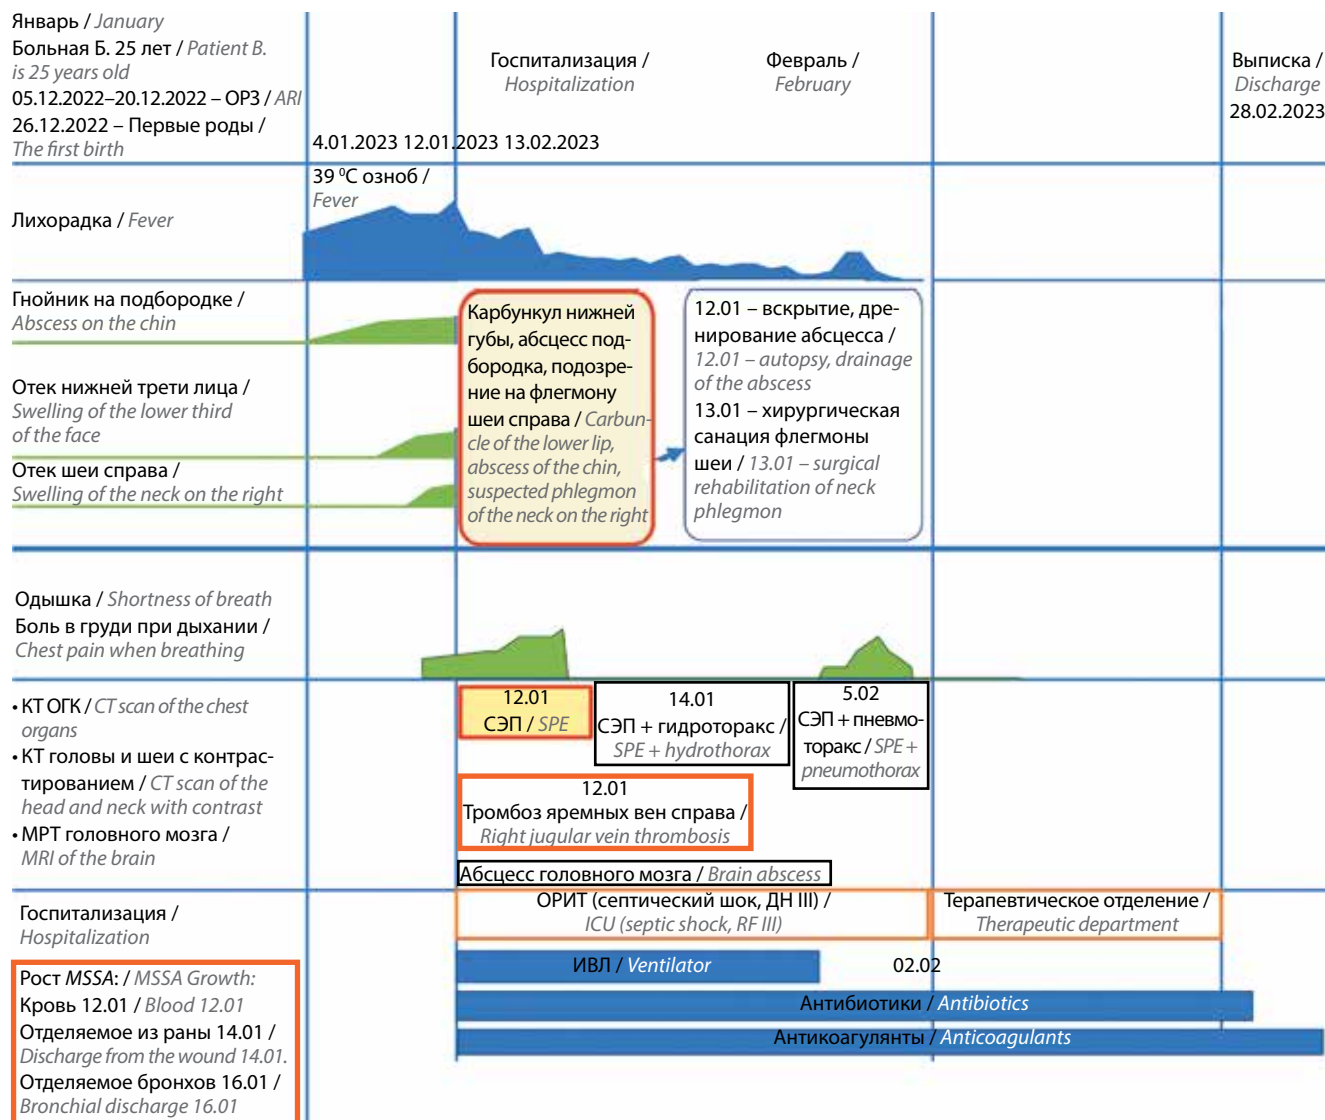 Январь / January
Больная Б. 25 лет / Patient B.
is 25 years old
05.12.2022–20.12.2022 – ОРЗ / ARI
26.12.2022 – Первые роды /
The first birth
Госпитализация /
Hospitalization
Февраль /
February
Выписка /
Discharge
28.02.2023
4.01.2023 12.01.2023 13.02.2023
39 ⁰C озноб /
Fever
Лихорадка / Fever
Гнойник на подбородке /
Abscess on the chin
Отек нижней трети лица /
Swelling of the lower third
of the face
Отек шеи справа /
Swelling of the neck on the right
Карбункул нижней
губы, абсцесс под-
бородка, подозре-
ние на флегмону
шеи справа / Carbun-
cle of the lower lip,
abscess of the chin,
suspected phlegmon
of the neck on the right
12.01 – вскрытие, дре-
нирование абсцесса /
12.01 – autopsy, drainage
of the abscess
13.01 – хирургическая
санация флегмоны
шеи / 13.01 – surgical
rehabilitation of neck
phlegmon
Одышка / Shortness of breath
Боль в груди при дыхании /
Chest pain when breathing
• КТ ОГК / CT scan of the chest
organs
• КТ головы и шеи с контрас-
тированием / CT scan of the
head and neck with contrast
• МРТ головного мозга /
MRI of the brain
12.01
СЭП / SPE
14.01
СЭП + гидроторакс /
SPE + hydrothorax
5.02
СЭП + пневмо-
торакс / SPE +
pneumothorax
12.01
Тромбоз яремных вен справа /
Right jugular vein thrombosis
Абсцесс головного мозга / Brain abscess
Госпитализация /
Hospitalization
ОРИТ (септический шок, ДН III) /
ICU (septic shock, RF III)
Терапевтическое отделение /
Therapeutic department
ИВЛ / Ventilator
02.02
Антибиотики / Antibiotics
Антикоагулянты / Anticoagulants
Рост MSSA: / MSSA Growth:
Кровь 12.01 / Blood 12.01
Отделяемое из раны 14.01 /
Discharge from the wound 14.01.
Отделяемое бронхов 16.01 /
Bronchial discharge 16.01